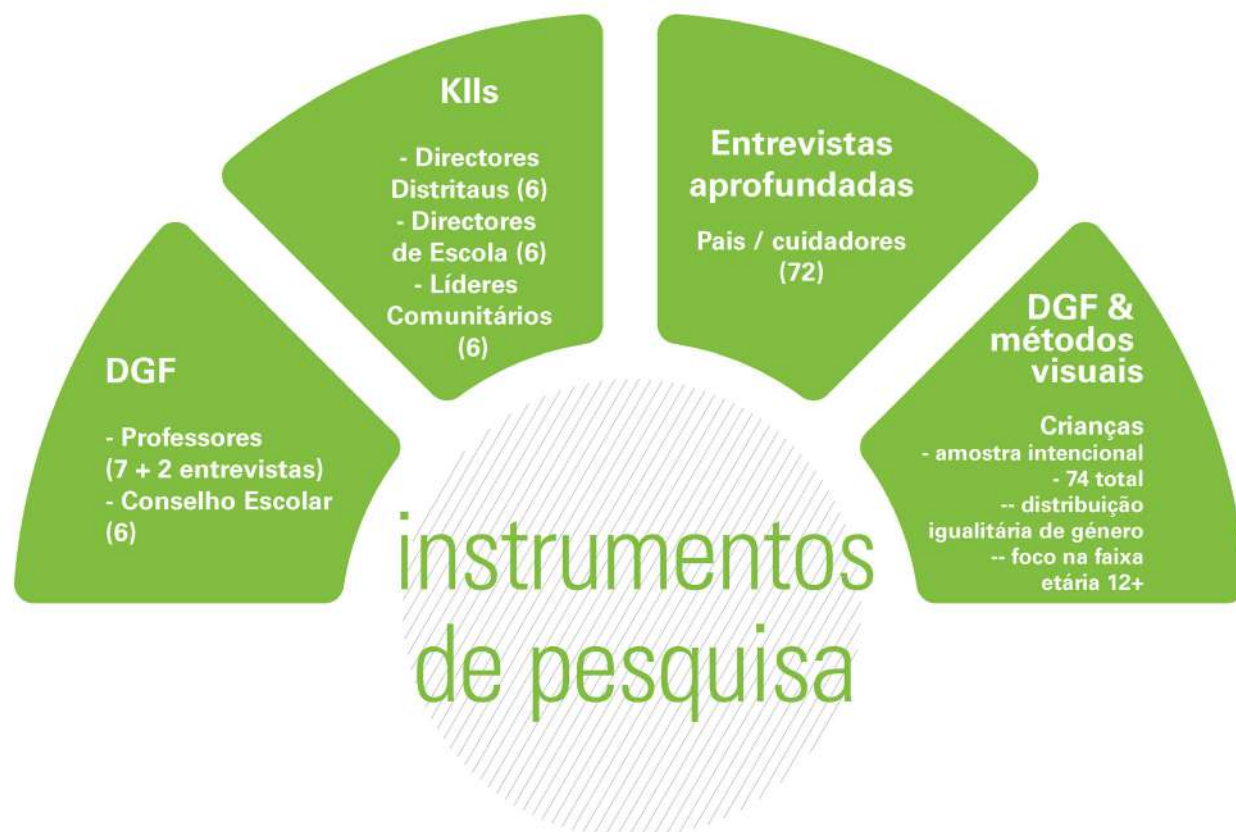 DGF
- Professores
(7 + 2 entrevistas)
- Conselho Escolar
(6)
KIIs
- Directores
Distritaus (6)
- Directores
de Escola (6)
- Líderes
Comunitários
(6)
Entrevistas
aprofundadas
Pais / cuidadores
(72)
DGF &
métodos
visuais
Crianças
- amostra intencional
- 74 total
-- distribuição
igualitária de género
-- foco na faixa
etária 12+
instrumentos
de pesquisa